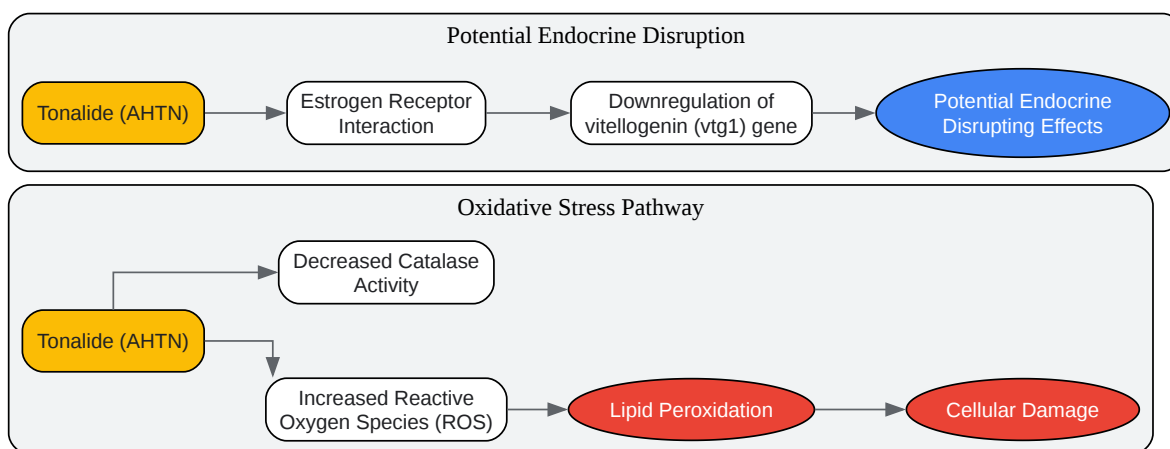 Potential Endocrine Disruption
Tonalide (AHTN)
Estrogen Receptor
Interaction
Downregulation of
vitellogenin (vtg1) gene
Potential Endocrine
Disrupting Effects
Oxidative Stress Pathway
Decreased Catalase
Activity
Tonalide (AHTN)
Increased Reactive
Oxygen Species (ROS)
Lipid Peroxidation
Cellular Damage